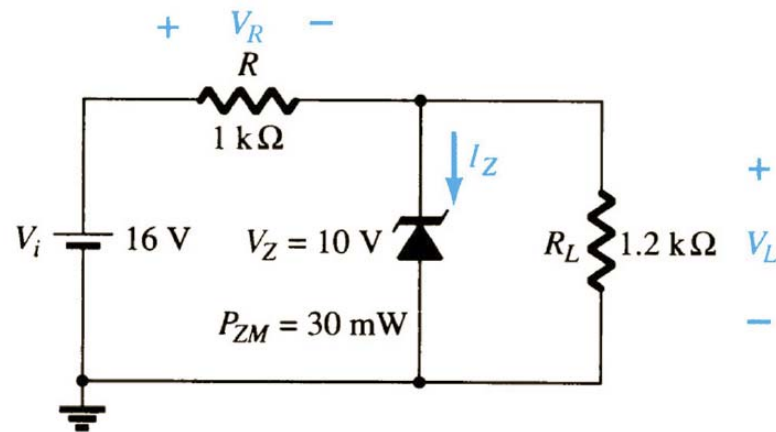 + V_R −
R
1 kΩ
I_Z
+
V_i 16 V V_Z = 10 V R_L 1.2 kΩ V_L
−
P_ZM = 30 mW